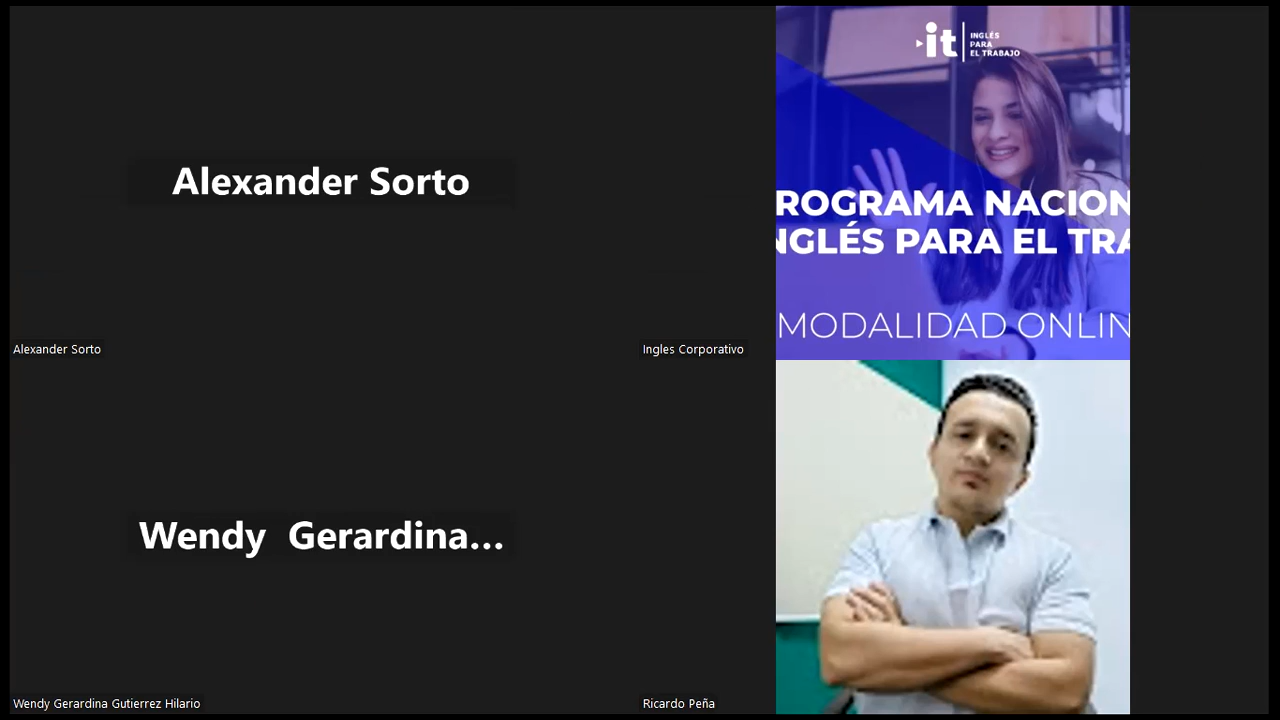 Alexander Sorto
Alexander Sorto
it
INGLÉS
PARA
EL TRABAJO
ROGRAMA NACION
NGLÉS PARA EL TRA
MODALIDAD ONLIN
Ingles Corporativo
Wendy Gerardina...
Wendy Gerardina Gutierrez Hilario
Ricardo Peña